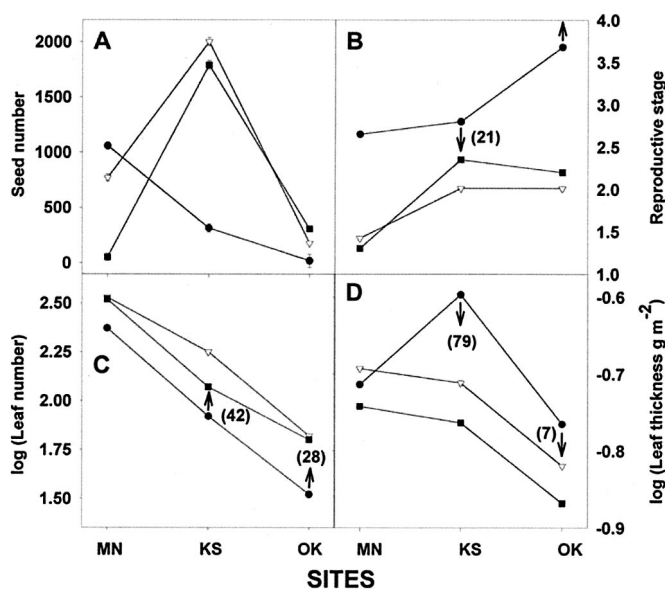 A
B
C
D
Seed number
2000
1500
1000
500
0
Reproductive stage
4.0
3.5
3.0
2.5
2.0
1.5
1.0
(21)
log (Leaf number)
2.50
2.25
2.00
1.75
1.50
(42)
(28)
log (Leaf thickness g m⁻²)
-0.6
-0.7
-0.8
-0.9
(79)
(7)
MN KS OK MN KS OK
SITES